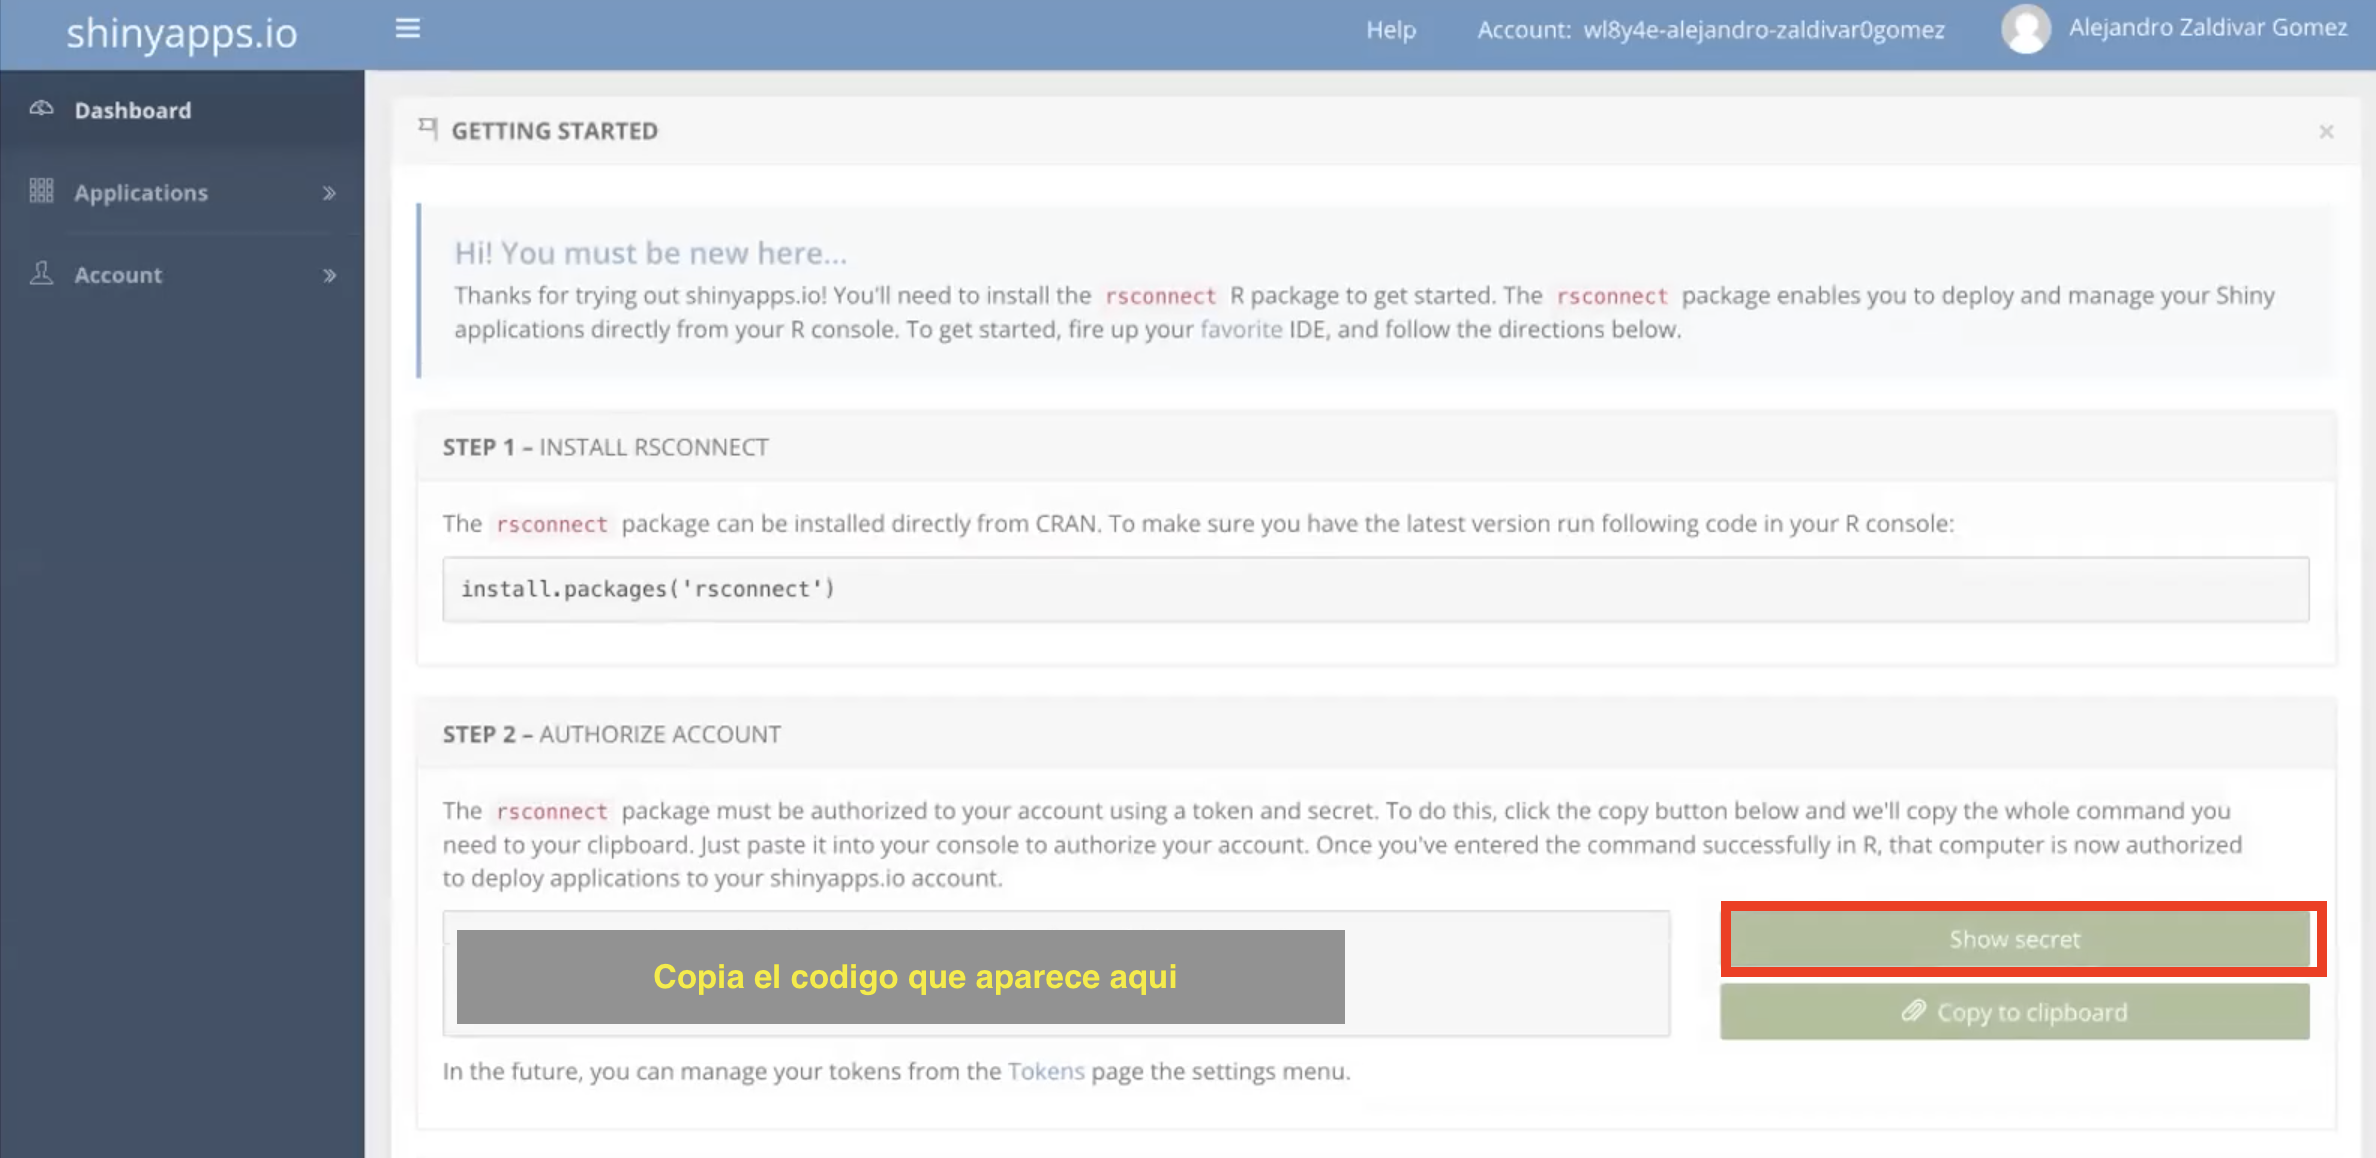 shinyapps.io
Help
Account: wl8y4e-alejandro-zaldivar0gomez
Alejandro Zaldivar Gomez
Dashboard
Applications
Account
GETTING STARTED
×
Hi! You must be new here...
Thanks for trying out shinyapps.io! You'll need to install the rsconnect R package to get started. The rsconnect package enables you to deploy and manage your Shiny
applications directly from your R console. To get started, fire up your favorite IDE, and follow the directions below.
STEP 1 – INSTALL RSCONNECT
The rsconnect package can be installed directly from CRAN. To make sure you have the latest version run following code in your R console:
install.packages('rsconnect')
STEP 2 – AUTHORIZE ACCOUNT
The rsconnect package must be authorized to your account using a token and secret. To do this, click the copy button below and we'll copy the whole command you
need to your clipboard. Just paste it into your console to authorize your account. Once you've entered the command successfully in R, that computer is now authorized
to deploy applications to your shinyapps.io account.
Copia el codigo que aparece aqui
Show secret
Copy to clipboard
In the future, you can manage your tokens from the Tokens page the settings menu.